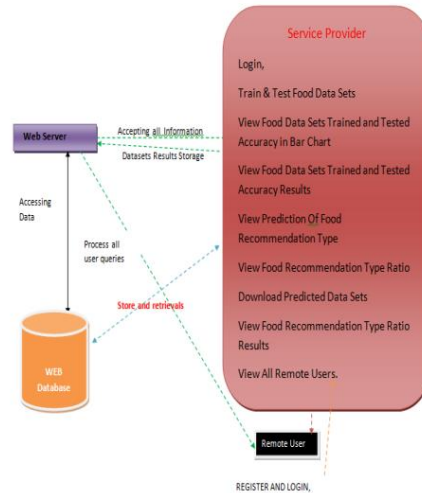 Service Provider
Login,
Train & Test Food Data Sets
View Food Data Sets Trained and Tested
Accuracy in Bar Chart
View Food Data Sets Trained and Tested
Accuracy Results
View Prediction Of Food
Recommendation Type
View Food Recommendation Type Ratio
Download Predicted Data Sets
View Food Recommendation Type Ratio
Results
View All Remote Users.
Web Server
Accepting all Information
Datasets Results Storage
Accessing
Data
Process all
user queries
Store and retrievals
WEB
Database
Remote User
REGISTER AND LOGIN,